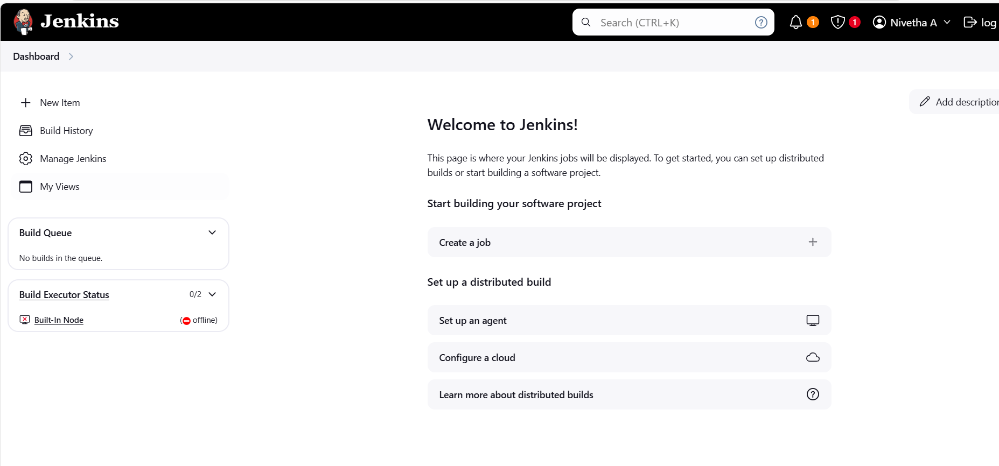 Jenkins
Search (CTRL+K)
?
1
1
Nivetha A
log
Dashboard
New Item
Build History
Manage Jenkins
My Views
Build Queue
No builds in the queue.
Build Executor Status 0/2
Built-In Node (offline)
Add description
Welcome to Jenkins!
This page is where your Jenkins jobs will be displayed. To get started, you can set up distributed
builds or start building a software project.
Start building your software project
Create a job
Set up a distributed build
Set up an agent
Configure a cloud
Learn more about distributed builds
?